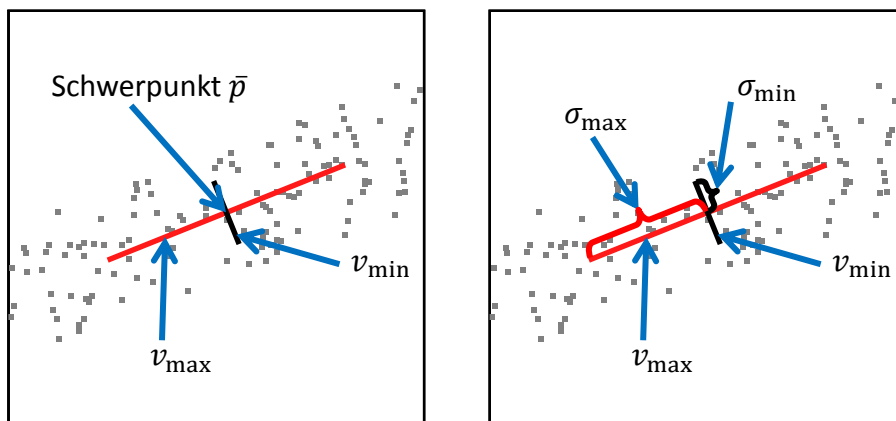 Schwerpunkt p̄
v_min
v_max
σ_min
σ_max
v_min
v_max